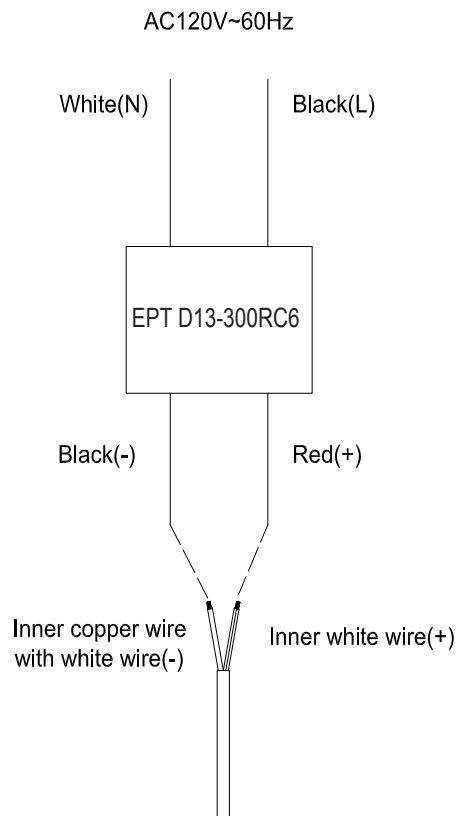 AC120V~60Hz
White(N)
Black(L)
EPT D13-300RC6
Black(-)
Red(+)
Inner copper wire
with white wire(-)
Inner white wire(+)